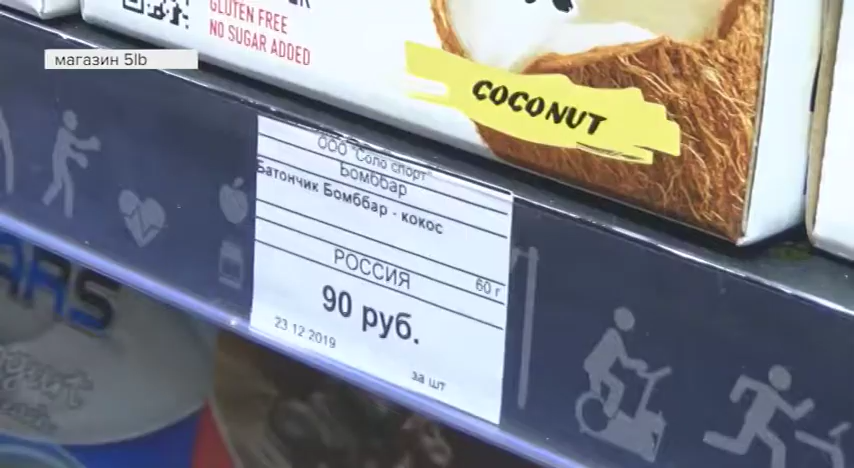 GLUTEN FREE
NO SUGAR ADDED
магазин 5lb
COCONUT
ООО "Соло спорт"
Бомббар
Батончик Бомббар - кокос
РОССИЯ
60 г
90 руб.
23 12 2019
за шт